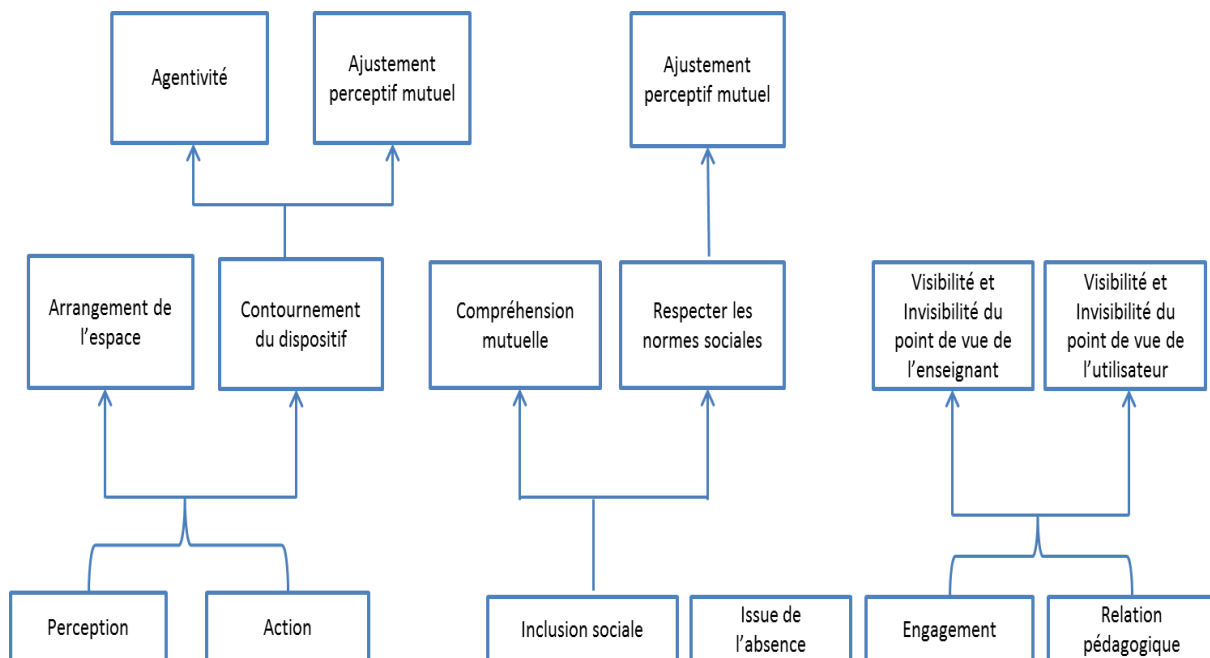 Agentivité
Ajustement
perceptif mutuel
Ajustement
perceptif mutuel
Arrangement de
l'espace
Contournement
du dispositif
Compréhension
mutuelle
Respecter les
normes sociales
Visibilité et
Invisibilité du
point de vue de
l'enseignant
Visibilité et
Invisibilité du
point de vue de
l'utilisateur
Perception
Action
Inclusion sociale
Issue de
l'absence
Engagement
Relation
pédagogique